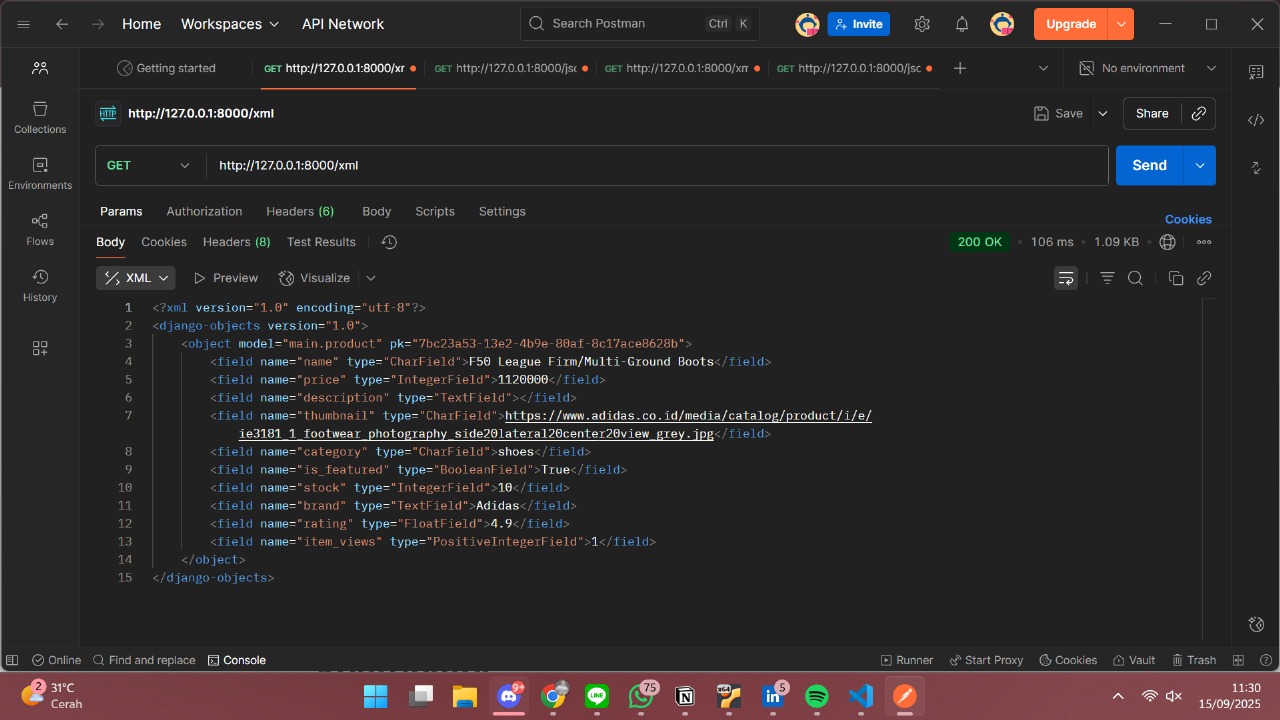 Home
Workspaces
API Network
Search Postman
Ctrl
K
Invite
Upgrade
Getting started
GET http://127.0.0.1:8000/xr
GET http://127.0.0.1:8000/jsc
GET http://127.0.0.1:8000/xm
GET http://127.0.0.1:8000/jsc
No environment
Collections
Environments
Flows
History
HTTP
http://127.0.0.1:8000/xml
Save
Share
GET
http://127.0.0.1:8000/xml
Send
Params
Authorization
Headers (6)
Body
Scripts
Settings
Cookies
Body
Cookies
Headers (8)
Test Results
200 OK
106 ms
1.09 KB
XML
Preview
Visualize
1 <?xml version="1.0" encoding="utf-8"?>
2 <django-objects version="1.0">
3 <object model="main.product" pk="7bc23a53-13e2-4b9e-80af-8c17ace8628b">
4 <field name="name" type="CharField">F50 League Firm/Multi-Ground Boots</field>
5 <field name="price" type="IntegerField">1120000</field>
6 <field name="description" type="TextField"></field>
7 <field name="thumbnail" type="CharField">https://www.adidas.co.id/media/catalog/product/i/e/
ie3181_1_footwear_photography_side20lateral20center20view_grey.jpg</field>
8 <field name="category" type="CharField">shoes</field>
9 <field name="is_featured" type="BooleanField">True</field>
10 <field name="stock" type="IntegerField">10</field>
11 <field name="brand" type="TextField">Adidas</field>
12 <field name="rating" type="FloatField">4.9</field>
13 <field name="item_views" type="PositiveIntegerField">1</field>
14 </object>
15 </django-objects>
Online
Find and replace
Console
Runner
Start Proxy
Cookies
Vault
Trash
2
31°C
Cerah
9+
LINE
75
x64
in
5
11:30
15/09/2025